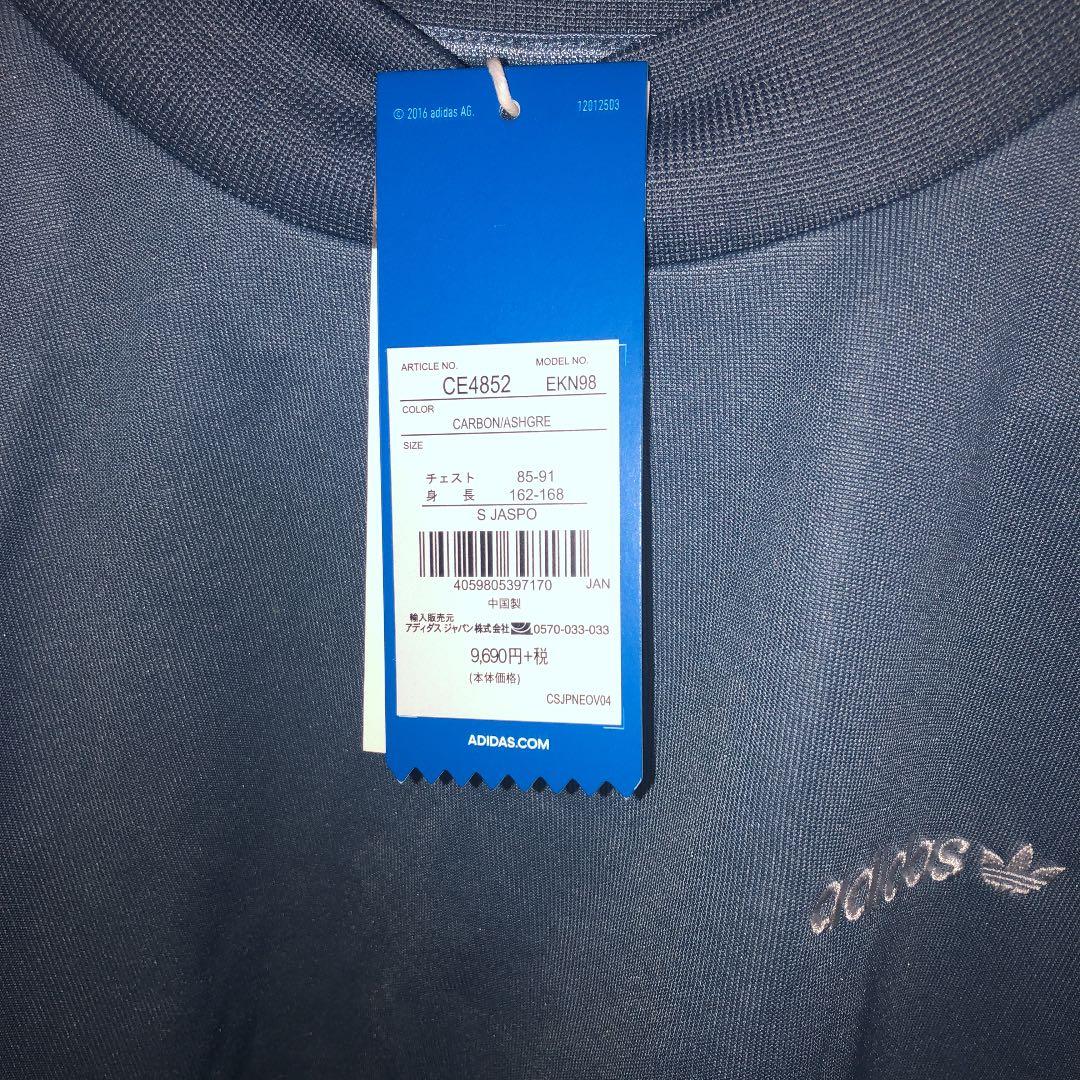 © 2016 adidas AG. 12012503
ARTICLE NO. MODEL NO.
CE4852 EKN98
COLOR
CARBON/ASHGRE
SIZE
チェスト 85-91
身 長 162-168
S JASPO
4059805397170 JAN
中国製
輸入販売元
アディダス ジャパン株式会社 0570-033-033
9,690円+税
(本体価格)
CSJPNEOV04
ADIDAS.COM
adidas